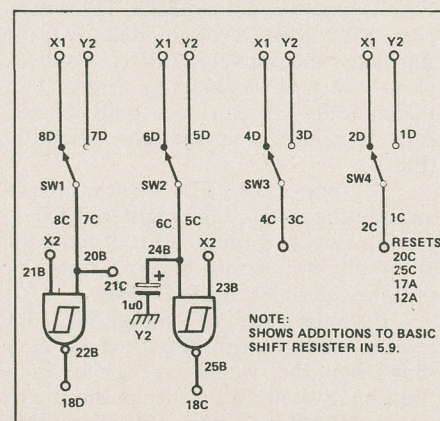 X1 Y2 X1 Y2 X1 Y2 X1 Y2
8D 7D 6D 5D 4D 3D 2D 1D
SW1 SW2 SW3 SW4
8C 7C 6C 5C 4C 3C 2C 1C
X2 20B 24B X2 RESETS
21B 21C 23B 20C
25C
17A
12A
1u0 +
Y2
22B 25B
18D 18C
NOTE:
SHOWS ADDITIONS TO BASIC
SHIFT RESISTER IN 5.9.